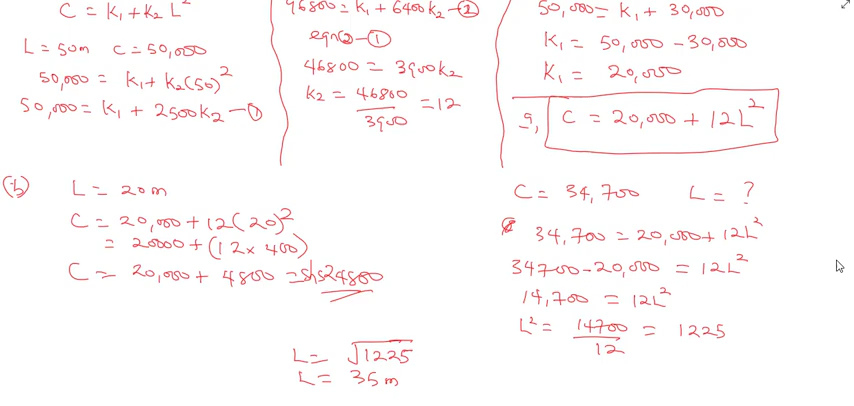 C = K₁ + K₂ L²
L = 50m C = 50,000
50,000 = K₁ + K₂(50)²
50,000 = K₁ + 2500K₂ —①
96800 = K₁ + 6400K₂ —②
eqn② — ①
46800 = 3900K₂
K₂ = 46800/3900 = 12
50,000 = K₁ + 30,000
K₁ = 50,000 - 30,000
K₁ = 20,000
a, C = 20,000 + 12L²
(b) L = 20m
C = 20,000 + 12(20)²
= 20000 + (12 × 400)
C = 20,000 + 4800 = shs24800
C = 34,700 L = ?
34,700 = 20,000 + 12L²
34700 - 20,000 = 12L²
14,700 = 12L²
L² = 14700/12 = 1225
L = √1225
L = 35m